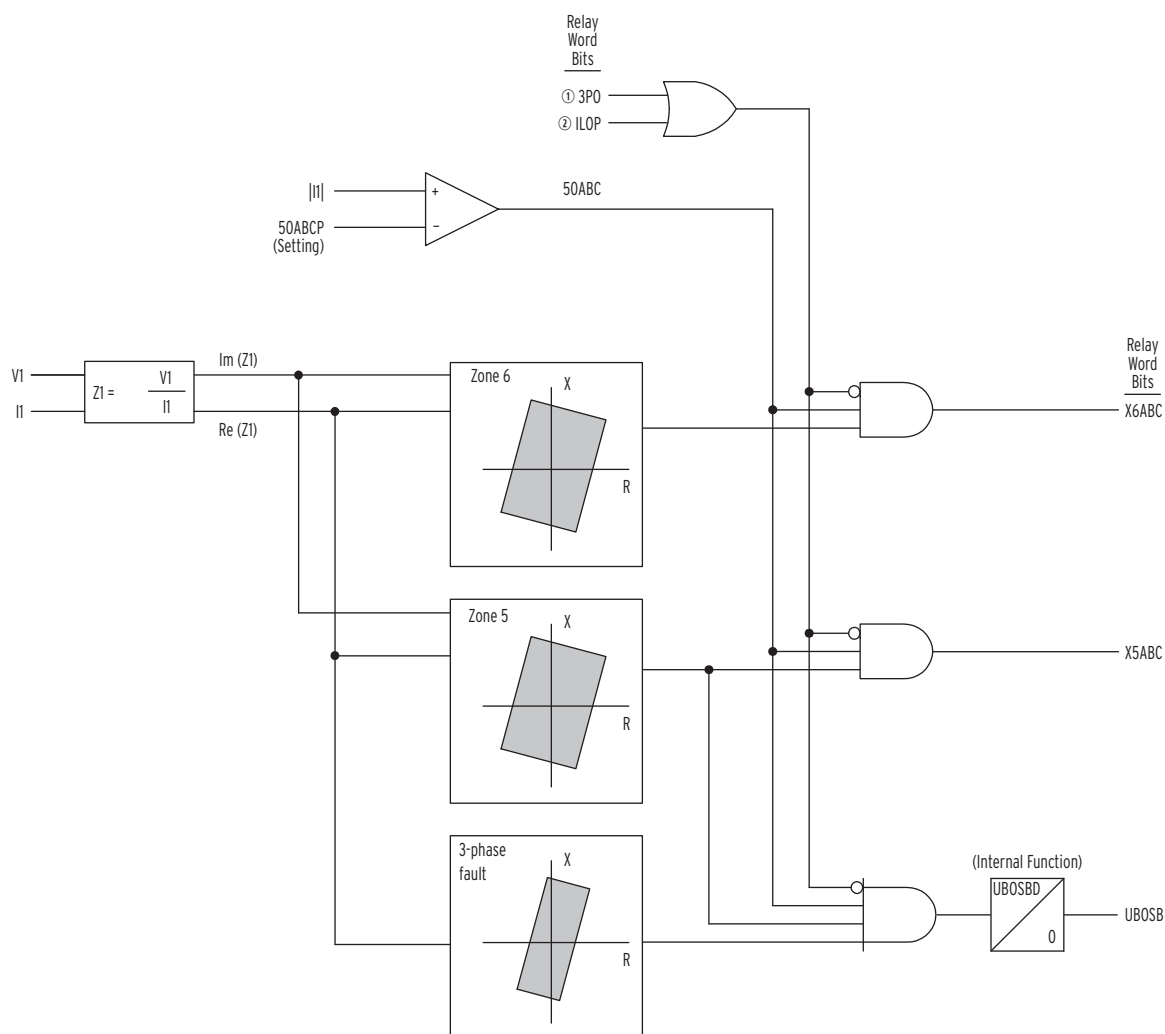 Relay
Word
Bits
① 3PO
② ILOP
|I1|
+
50ABC
50ABCP
(Setting)
−
V1
I1
Z1 = V1
I1
Im (Z1)
Re (Z1)
Zone 6
X
R
Relay
Word
Bits
X6ABC
Zone 5
X
R
X5ABC
3-phase
fault
X
R
(Internal Function)
UBOSBD
0
UBOSB